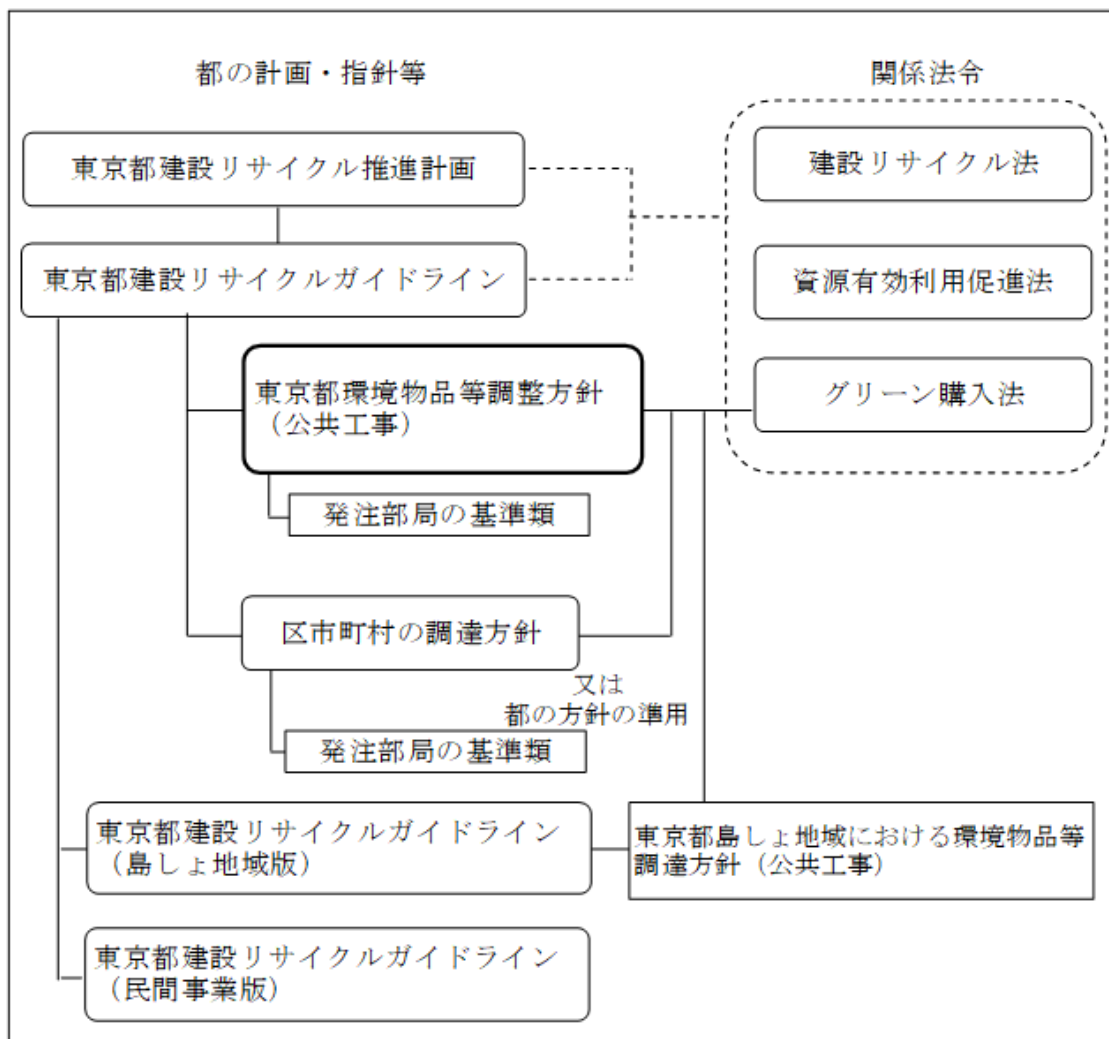 都の計画・指針等
関係法令
東京都建設リサイクル推進計画
建設リサイクル法
東京都建設リサイクルガイドライン
資源有効利用促進法
東京都環境物品等調整方針
（公共工事）
グリーン購入法
発注部局の基準類
区市町村の調達方針
又は
都の方針の準用
発注部局の基準類
東京都建設リサイクルガイドライン
（島しょ地域版）
東京都島しょ地域における環境物品等
調達方針（公共工事）
東京都建設リサイクルガイドライン
（民間事業版）